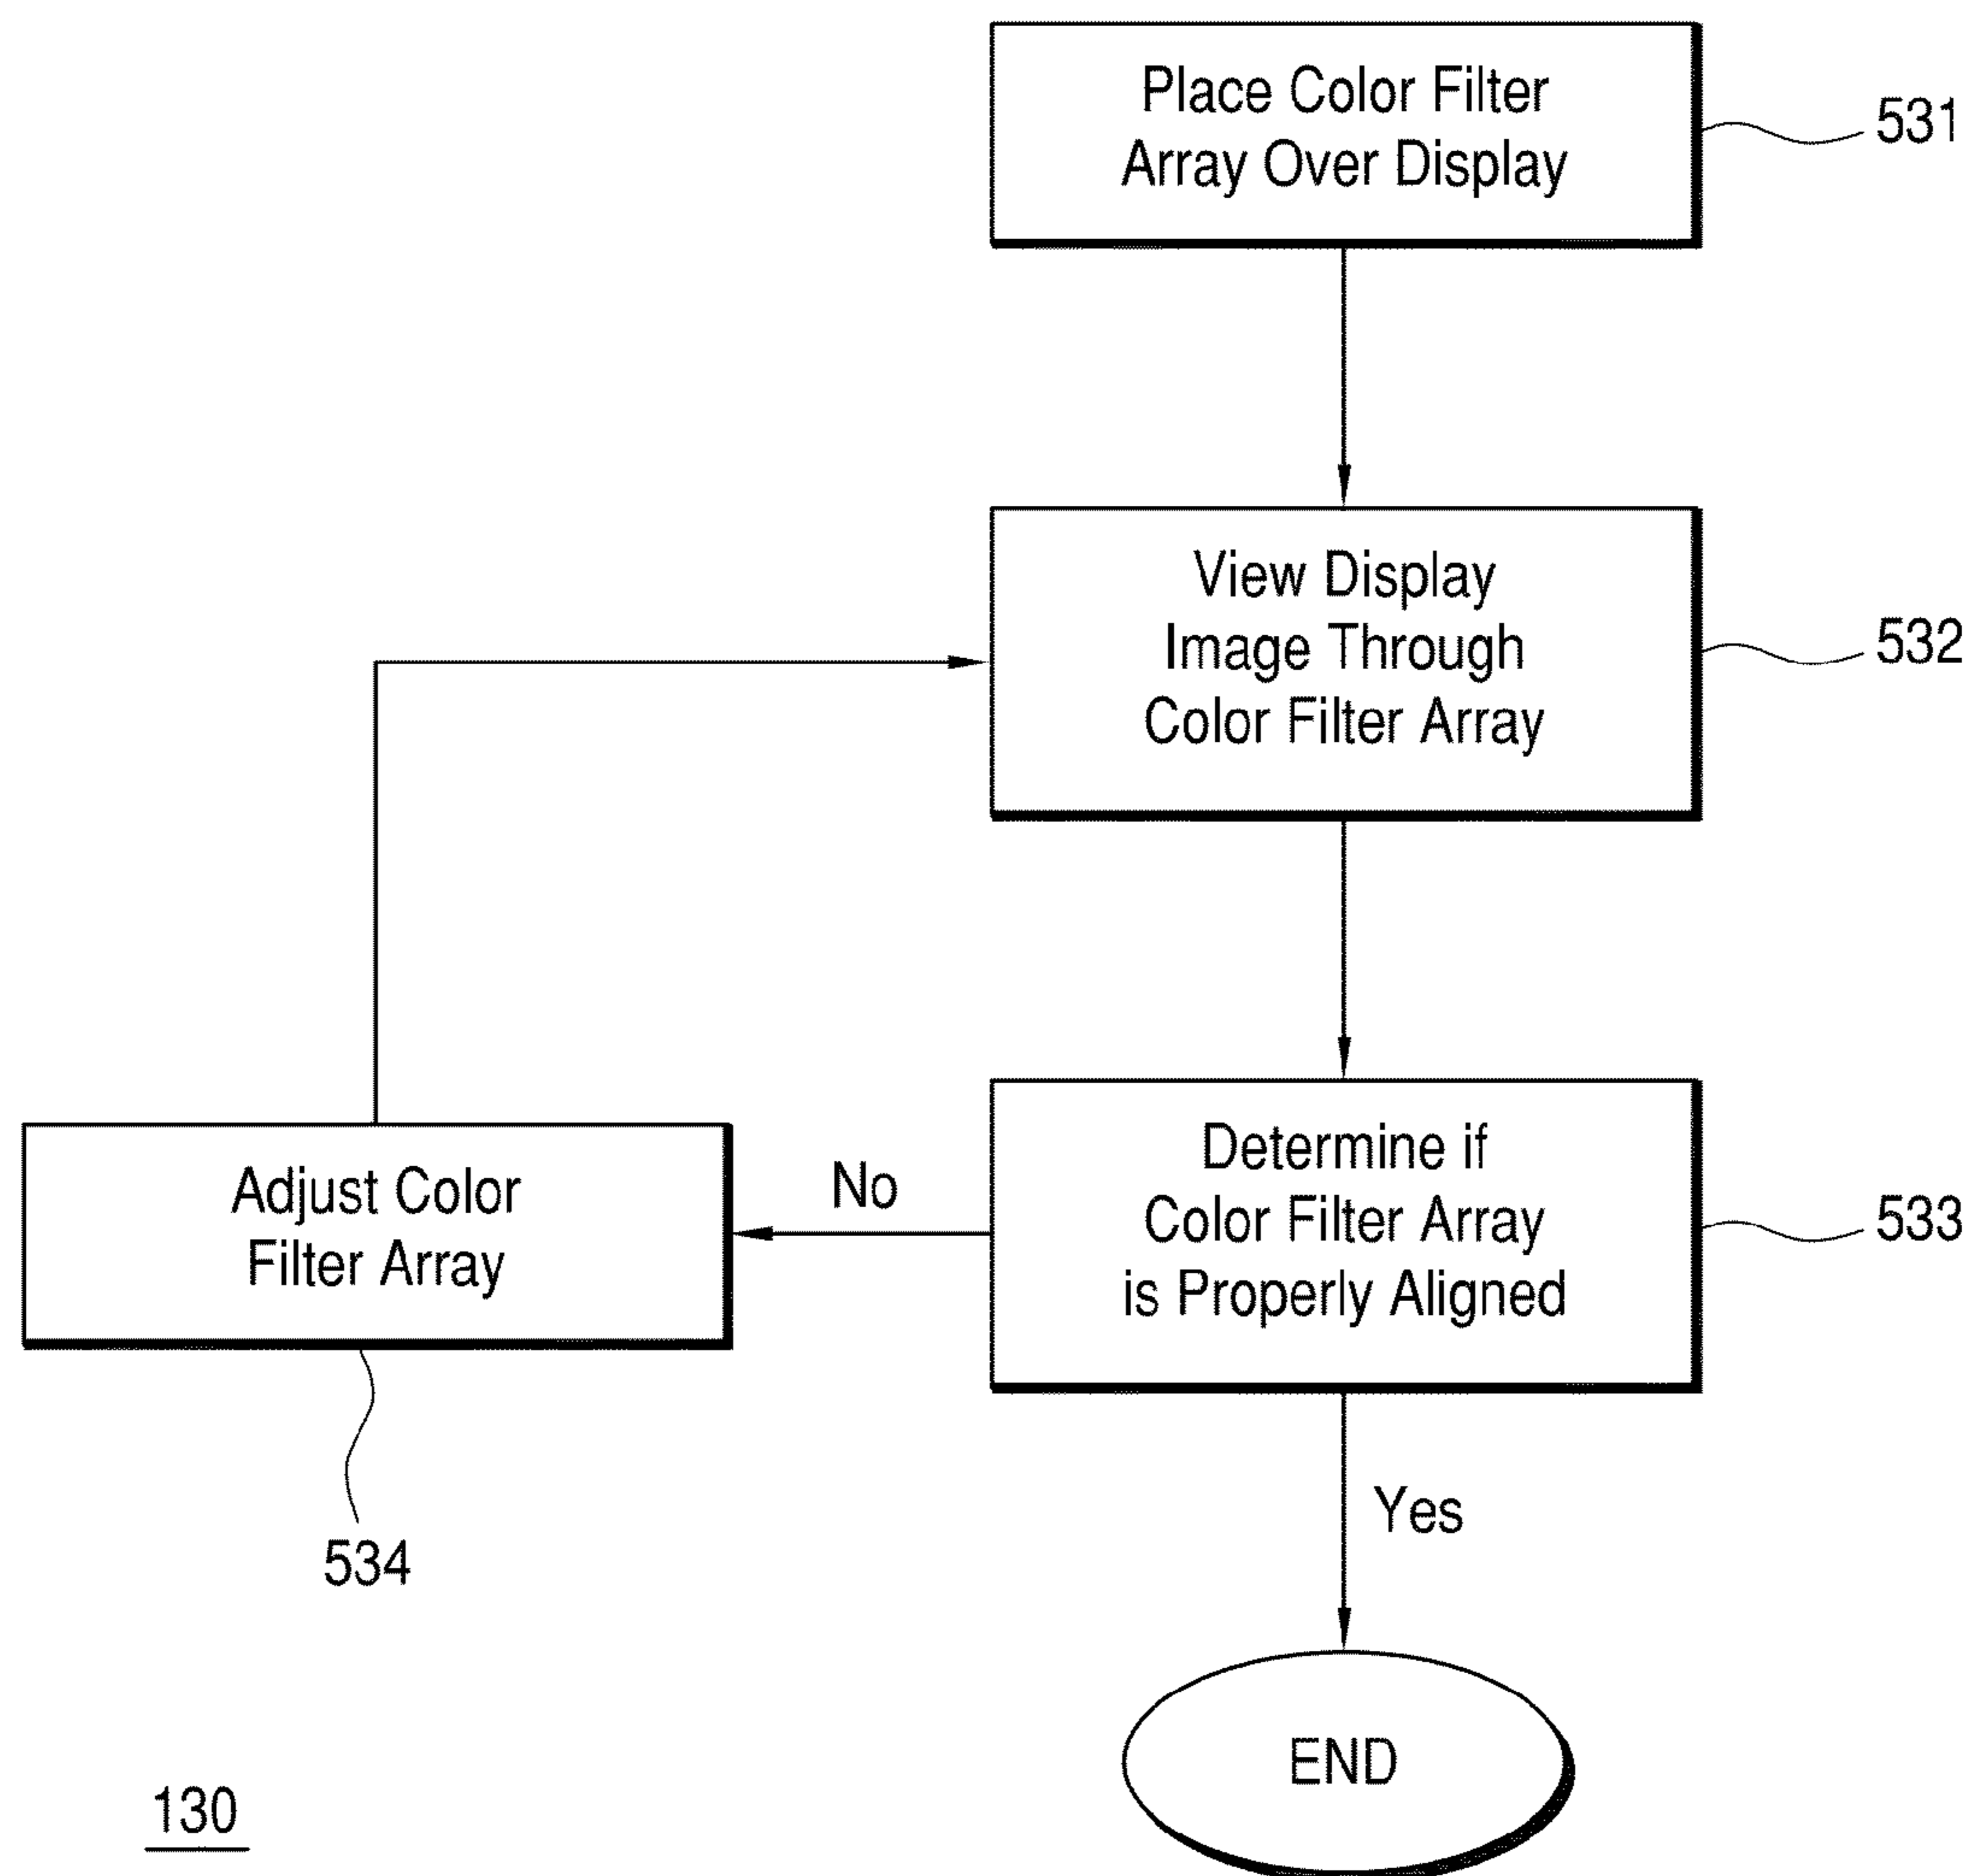 Place Color Filter
Array Over Display
531
View Display
Image Through
Color Filter Array
532
Determine if
Color Filter Array
is Properly Aligned
533
No
Adjust Color
Filter Array
534
Yes
END
130